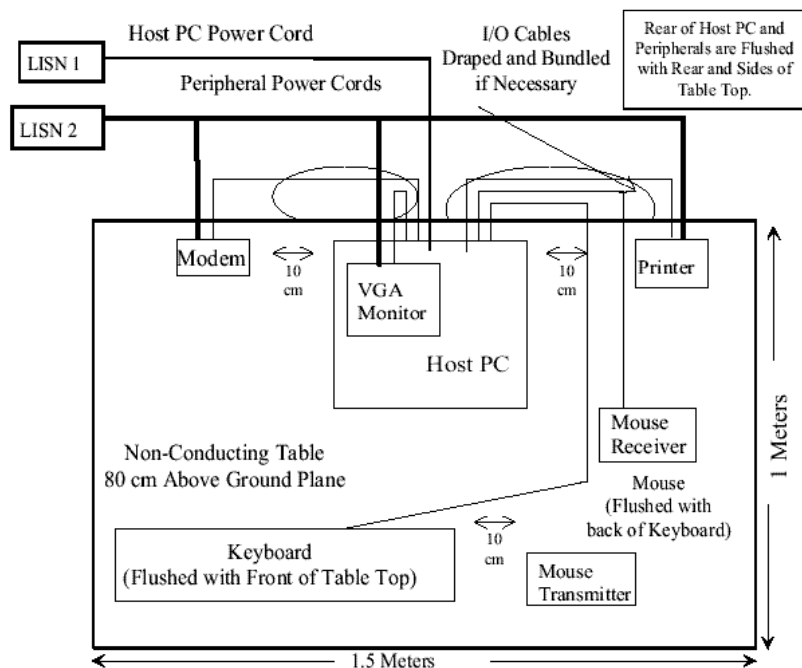 Host PC Power Cord
I/O Cables
Draped and Bundled
if Necessary
Rear of Host PC and
Peripherals are Flushed
with Rear and Sides of
Table Top.
LISN 1
Peripheral Power Cords
LISN 2
Modem
10
cm
VGA
Monitor
Host PC
10
cm
Printer
1 Meters
Mouse
Receiver
Non-Conducting Table
80 cm Above Ground Plane
Mouse
(Flushed with
back of Keyboard)
Keyboard
(Flushed with Front of Table Top)
10
cm
Mouse
Transmitter
1.5 Meters